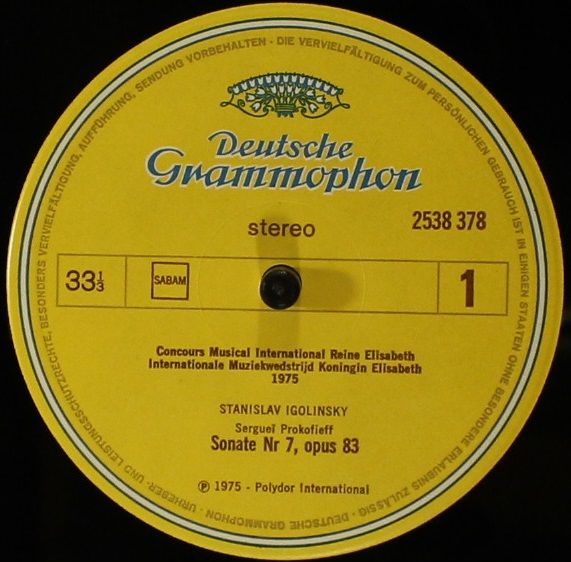 Deutsche
Grammophon
stereo
2538 378
33⅓
SABAM
1
Concours Musical International Reine Elisabeth
Internationale Muziekwedstrijd Koningin Elisabeth
1975
STANISLAV IGOLINSKY
Sergueï Prokofieff
Sonate Nr 7, opus 83
Ⓟ 1975 - Polydor International
DEUTSCHE GRAMMOPHON · URHEBER- UND LEISTUNGSSCHUTZRECHTE, BESONDERS VERVIELFÄLTIGUNG, AUFFÜHRUNG, SENDUNG VORBEHALTEN · DIE VERVIELFÄLTIGUNG ZUM PERSÖNLICHEN GEBRAUCH IST IN EINIGEN STAATEN OHNE BESONDERE ERLAUBNIS ZULÄSSIG ·